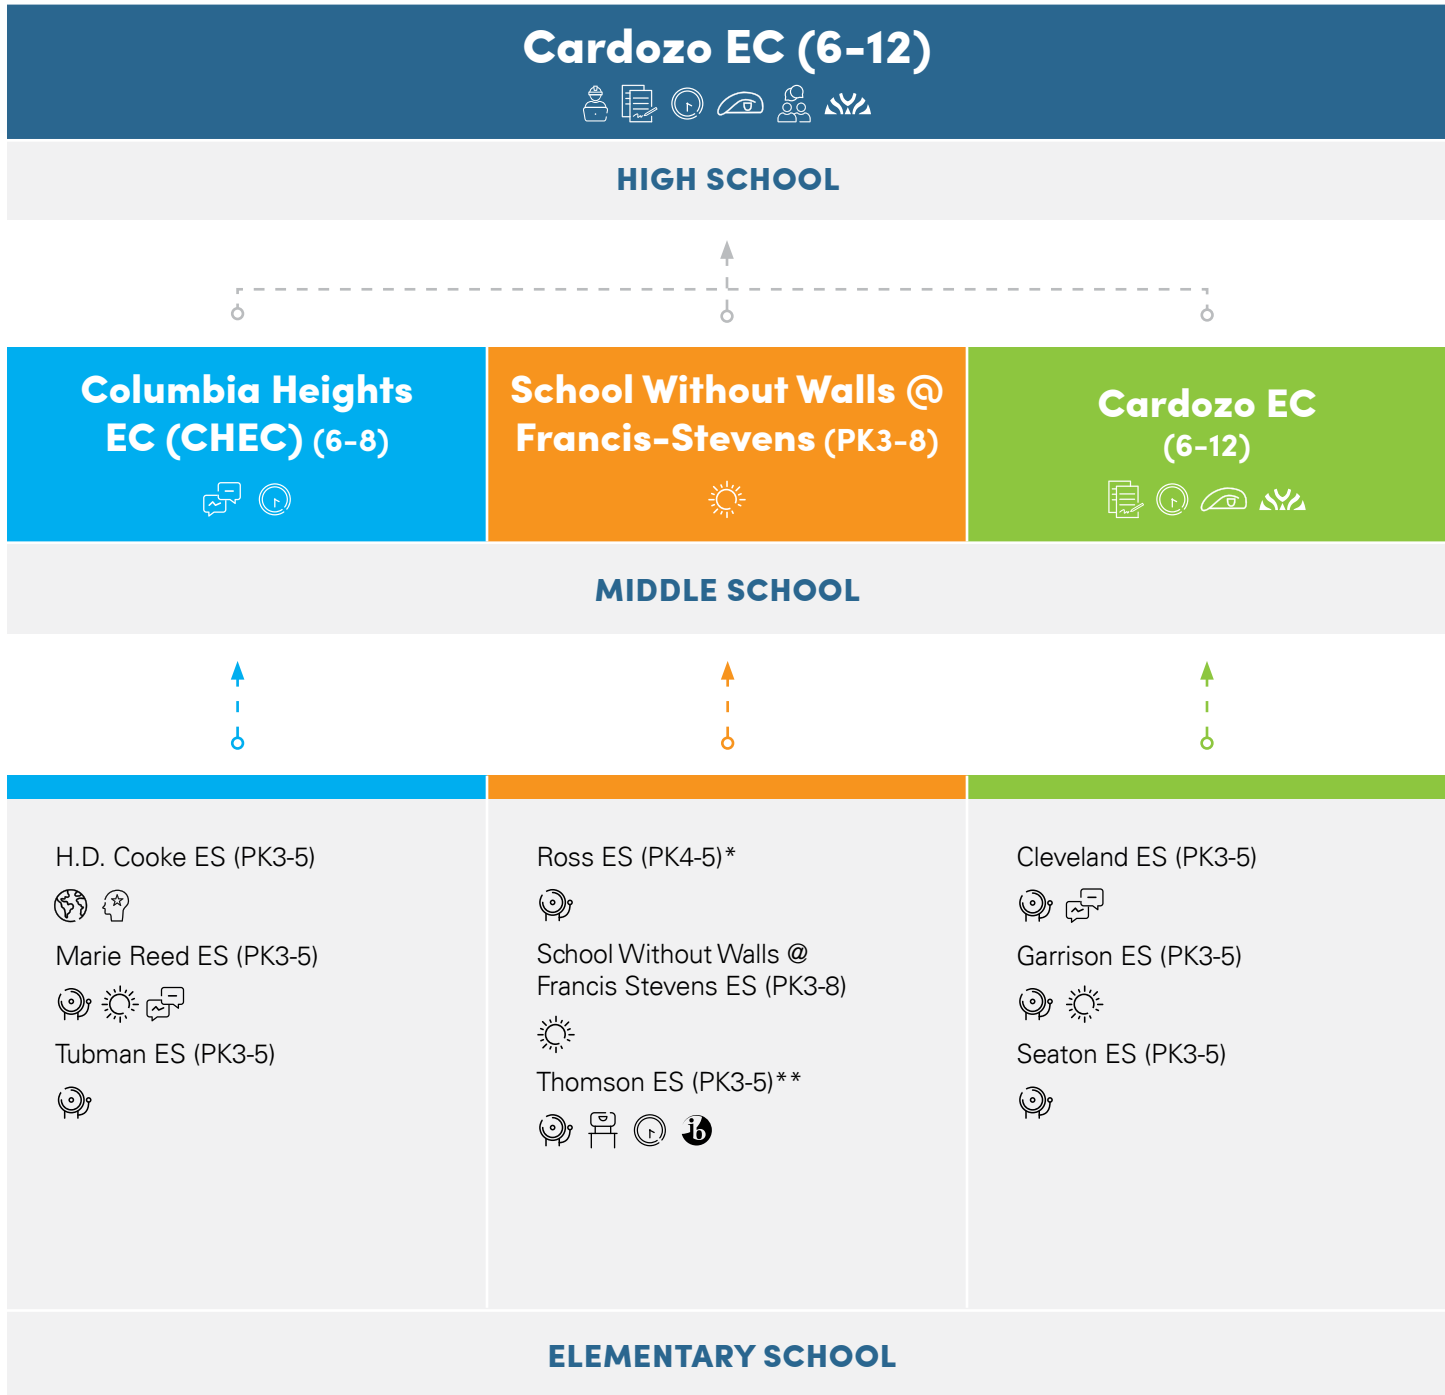 Cardozo EC (6-12)
HIGH SCHOOL
Columbia Heights
EC (CHEC) (6-8)
School Without Walls @
Francis-Stevens (PK3-8)
Cardozo EC
(6-12)
MIDDLE SCHOOL
H.D. Cooke ES (PK3-5)
Marie Reed ES (PK3-5)
Tubman ES (PK3-5)
Ross ES (PK4-5)*
School Without Walls @
Francis Stevens ES (PK3-8)
Thomson ES (PK3-5)**
ib
Cleveland ES (PK3-5)
Garrison ES (PK3-5)
Seaton ES (PK3-5)
ELEMENTARY SCHOOL